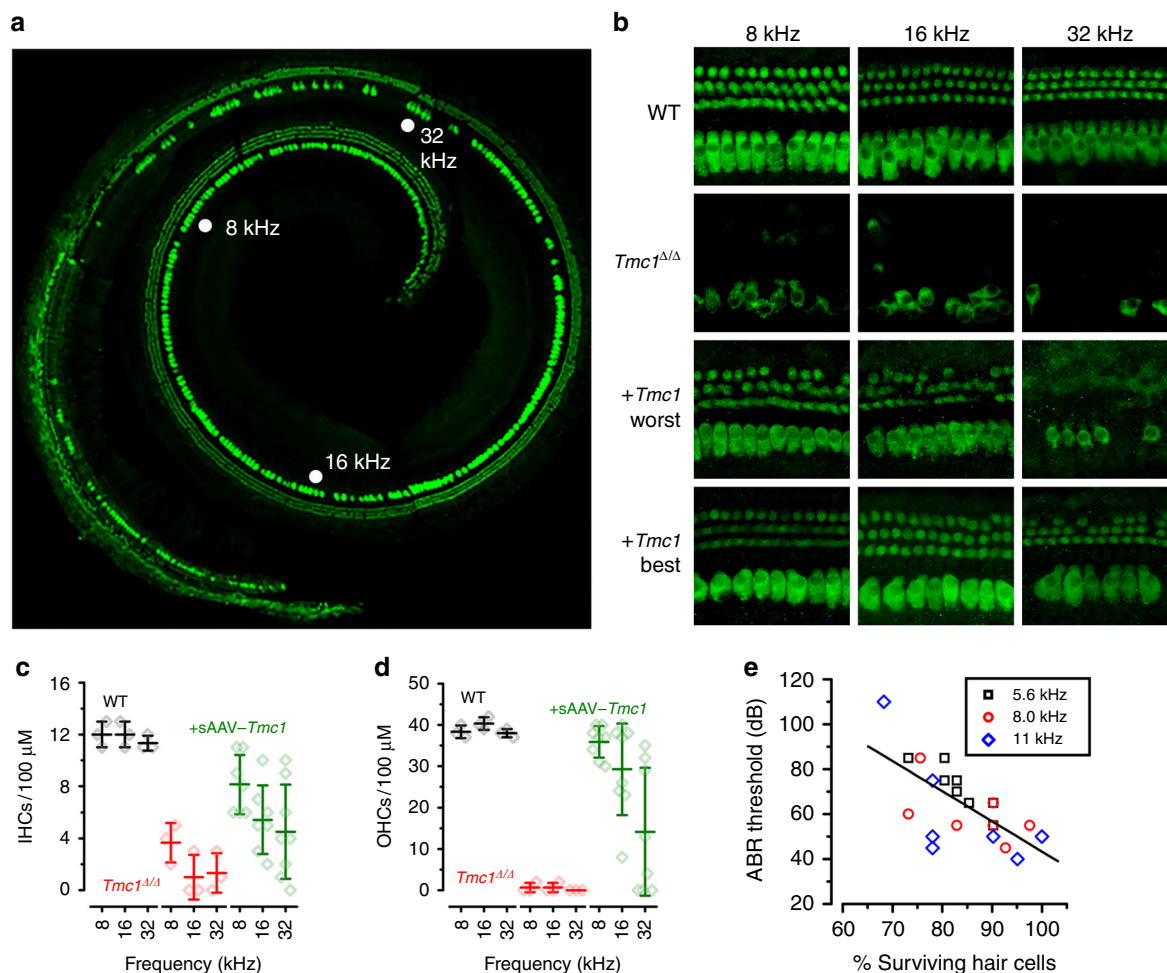 a
32
kHz
8 kHz
16 kHz
b
8 kHz 16 kHz 32 kHz
WT
Tmc1Δ/Δ
+Tmc1
worst
+Tmc1
best
c
16
12
8
4
0
IHCs/100 μM
WT
+sAAV–Tmc1
Tmc1Δ/Δ
8 16 32 8 16 32 8 16 32
Frequency (kHz)
d
50
40
30
20
10
0
OHCs/100 μM
WT
+sAAV–Tmc1
Tmc1Δ/Δ
8 16 32 8 16 32 8 16 32
Frequency (kHz)
e
120
100
80
60
40
20
ABR threshold (dB)
5.6 kHz
8.0 kHz
11 kHz
60 70 80 90 100
% Surviving hair cells